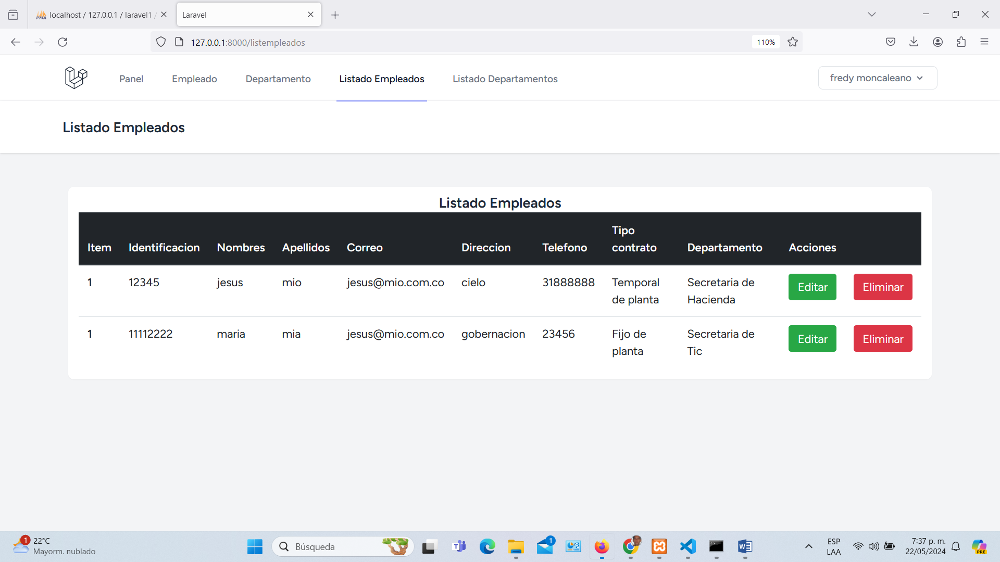 localhost / 127.0.0.1 / laravel1 /
Laravel
127.0.0.1:8000/listempleados
110%
Panel
Empleado
Departamento
Listado Empleados
Listado Departamentos
fredy moncaleano
Listado Empleados
Listado Empleados
Item Identificacion Nombres Apellidos Correo Direccion Telefono Tipo contrato Departamento Acciones
1 12345 jesus mio jesus@mio.com.co cielo 31888888 Temporal de planta Secretaria de Hacienda Editar Eliminar
1 11112222 maria mia jesus@mio.com.co gobernacion 23456 Fijo de planta Secretaria de Tic Editar Eliminar
1
22°C
Mayorm. nublado
Búsqueda
1
ESP
LAA
7:37 p. m.
22/05/2024
PRE